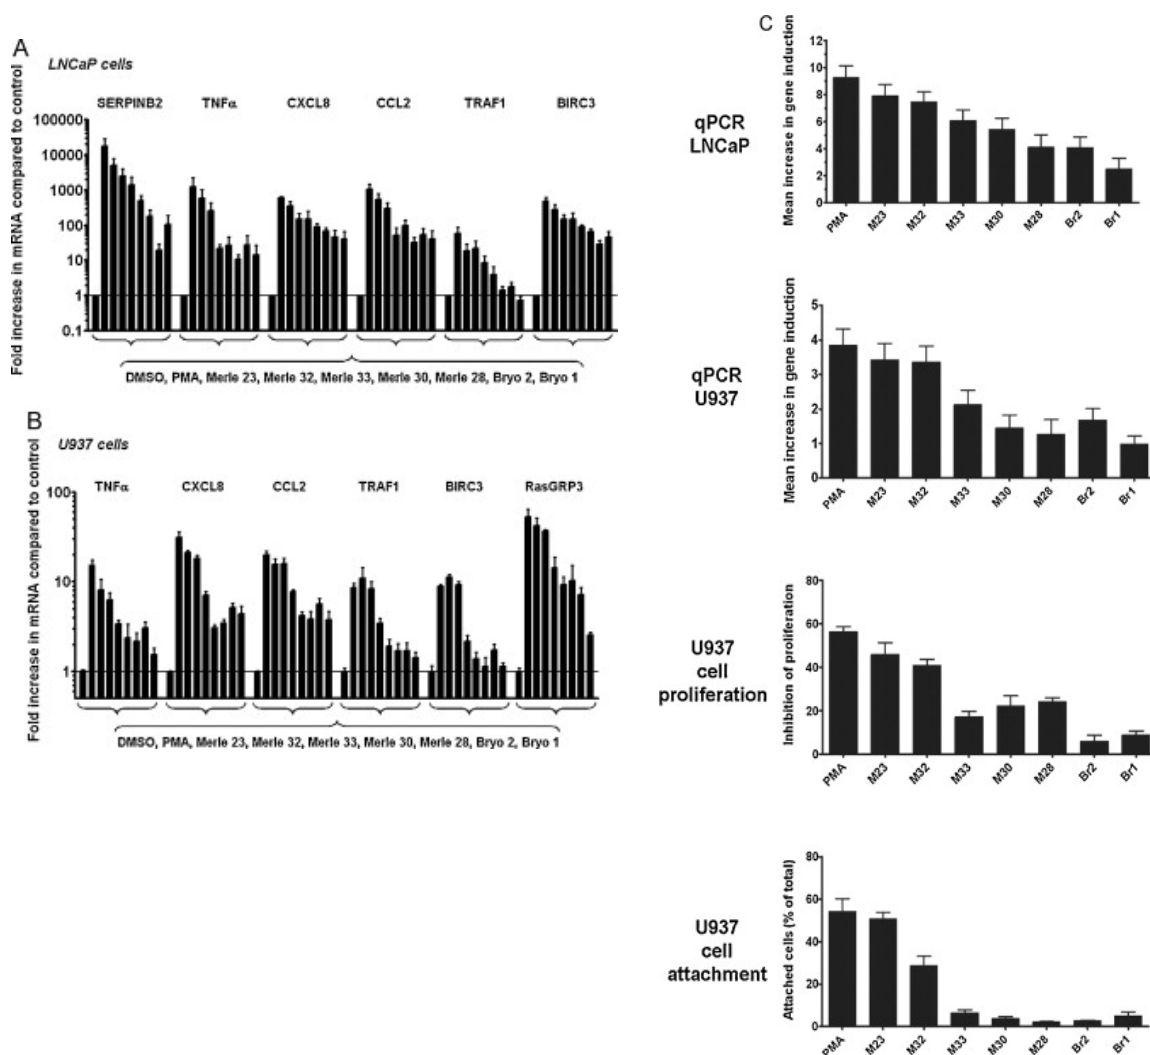 A
LNCaP cells
SERPINB2 TNFα CXCL8 CCL2 TRAF1 BIRC3
Fold increase in mRNA compared to control
100000
10000
1000
100
10
1
0.1
DMSO, PMA, Merle 23, Merle 32, Merle 33, Merle 30, Merle 28, Bryo 2, Bryo 1
B
U937 cells
TNFα CXCL8 CCL2 TRAF1 BIRC3 RasGRP3
Fold increase in mRNA compared to control
100
10
1
DMSO, PMA, Merle 23, Merle 32, Merle 33, Merle 30, Merle 28, Bryo 2, Bryo 1
C
qPCR
LNCaP
Mean increase in gene induction
12
10
8
6
4
2
0
PMA M23 M32 M33 M30 M28 Br2 Br1
qPCR
U937
Mean increase in gene induction
5
4
3
2
1
0
PMA M23 M32 M33 M30 M28 Br2 Br1
U937
cell
proliferation
Inhibition of proliferation
80
60
40
20
0
PMA M23 M32 M33 M30 M28 Br2 Br1
U937
cell
attachment
Attached cells (% of total)
80
60
40
20
0
PMA M23 M32 M33 M30 M28 Br2 Br1